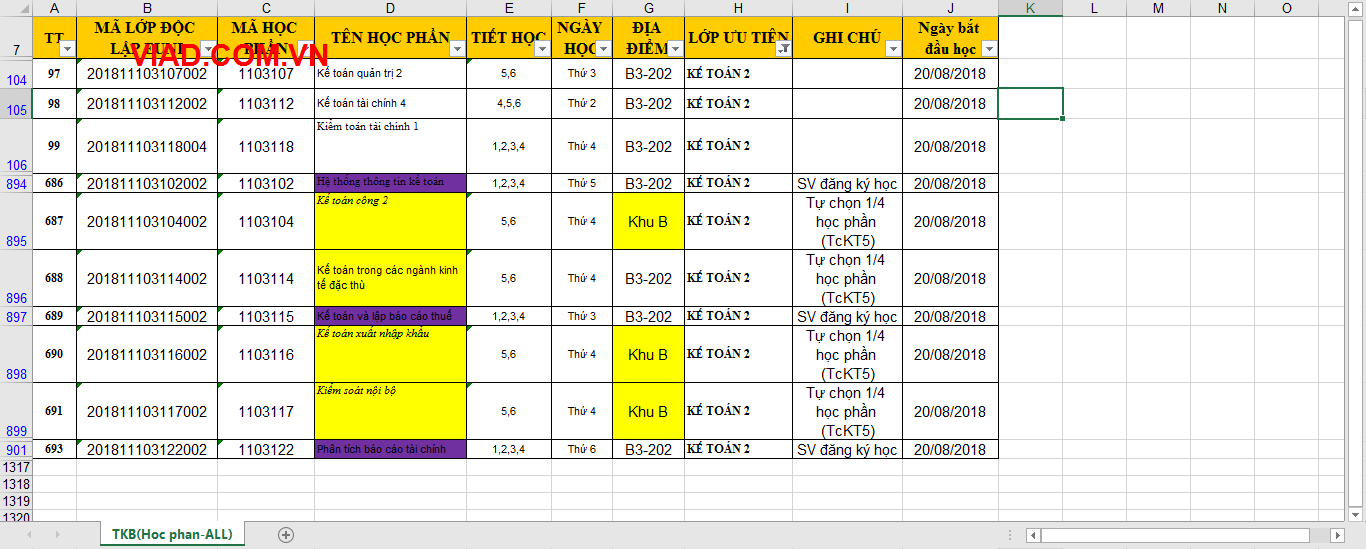 A B C D E F G H I J K L M N O
7 TT MÃ LỚP ĐỘC LẬP EUNI MÃ HỌC PHẦN TÊN HỌC PHẦN TIẾT HỌC NGÀY HỌC ĐỊA ĐIỂM LỚP ƯU TIÊN GHI CHÚ Ngày bắt đầu học
VIAD.COM.VN
104 97 201811103107002 1103107 Kế toán quản trị 2 5,6 Thứ 3 B3-202 KẾ TOÁN 2 20/08/2018
105 98 201811103112002 1103112 Kế toán tài chính 4 4,5,6 Thứ 2 B3-202 KẾ TOÁN 2 20/08/2018
106 99 201811103118004 1103118 Kiểm toán tài chính 1 1,2,3,4 Thứ 4 B3-202 KẾ TOÁN 2 20/08/2018
894 686 201811103102002 1103102 Hệ thống thông tin kế toán 1,2,3,4 Thứ 5 B3-202 KẾ TOÁN 2 SV đăng ký học 20/08/2018
895 687 201811103104002 1103104 Kế toán công 2 5,6 Thứ 4 Khu B KẾ TOÁN 2 Tự chọn 1/4 học phần (TcKT5) 20/08/2018
896 688 201811103114002 1103114 Kế toán trong các ngành kinh tế đặc thù 5,6 Thứ 4 B3-202 KẾ TOÁN 2 Tự chọn 1/4 học phần (TcKT5) 20/08/2018
897 689 201811103115002 1103115 Kế toán và lập báo cáo thuế 1,2,3,4 Thứ 3 B3-202 KẾ TOÁN 2 SV đăng ký học 20/08/2018
898 690 201811103116002 1103116 Kế toán xuất nhập khẩu 5,6 Thứ 4 Khu B KẾ TOÁN 2 Tự chọn 1/4 học phần (TcKT5) 20/08/2018
899 691 201811103117002 1103117 Kiểm soát nội bộ 5,6 Thứ 4 Khu B KẾ TOÁN 2 Tự chọn 1/4 học phần (TcKT5) 20/08/2018
901 693 201811103122002 1103122 Phân tích báo cáo tài chính 1,2,3,4 Thứ 6 B3-202 KẾ TOÁN 2 SV đăng ký học 20/08/2018
1317
1318
1319
1320
TKB(Hoc phan-ALL)